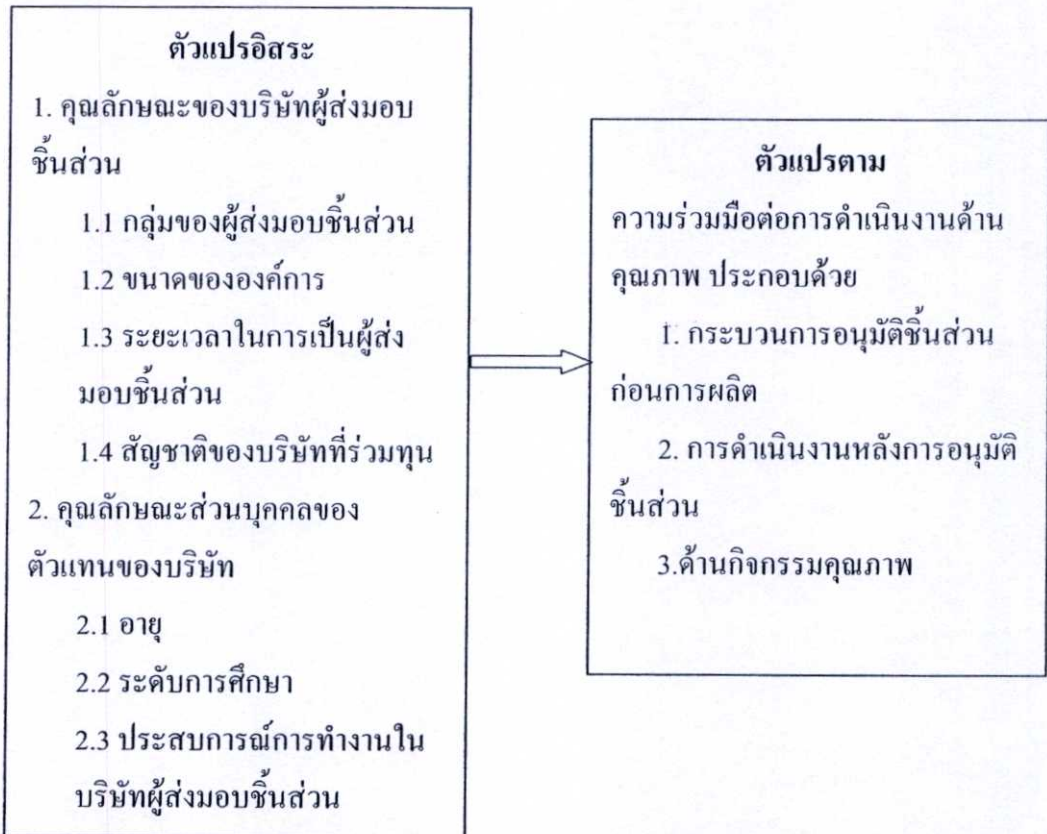 ตัวแปรอิสระ
1. คุณลักษณะของบริษัทผู้ส่งมอบ
ชิ้นส่วน
1.1 กลุ่มของผู้ส่งมอบชิ้นส่วน
1.2 ขนาดขององค์การ
1.3 ระยะเวลาในการเป็นผู้ส่ง
มอบชิ้นส่วน
1.4 สัญชาติของบริษัทที่ร่วมทุน
2. คุณลักษณะส่วนบุคคลของ
ตัวแทนของบริษัท
2.1 อายุ
2.2 ระดับการศึกษา
2.3 ประสบการณ์การทำงานใน
บริษัทผู้ส่งมอบชิ้นส่วน
ตัวแปรตาม
ความร่วมมือต่อการดำเนินงานด้าน
คุณภาพ ประกอบด้วย
1. กระบวนการอนุมัติชิ้นส่วน
ก่อนการผลิต
2. การดำเนินงานหลังการอนุมัติ
ชิ้นส่วน
3.ด้านกิจกรรมคุณภาพ